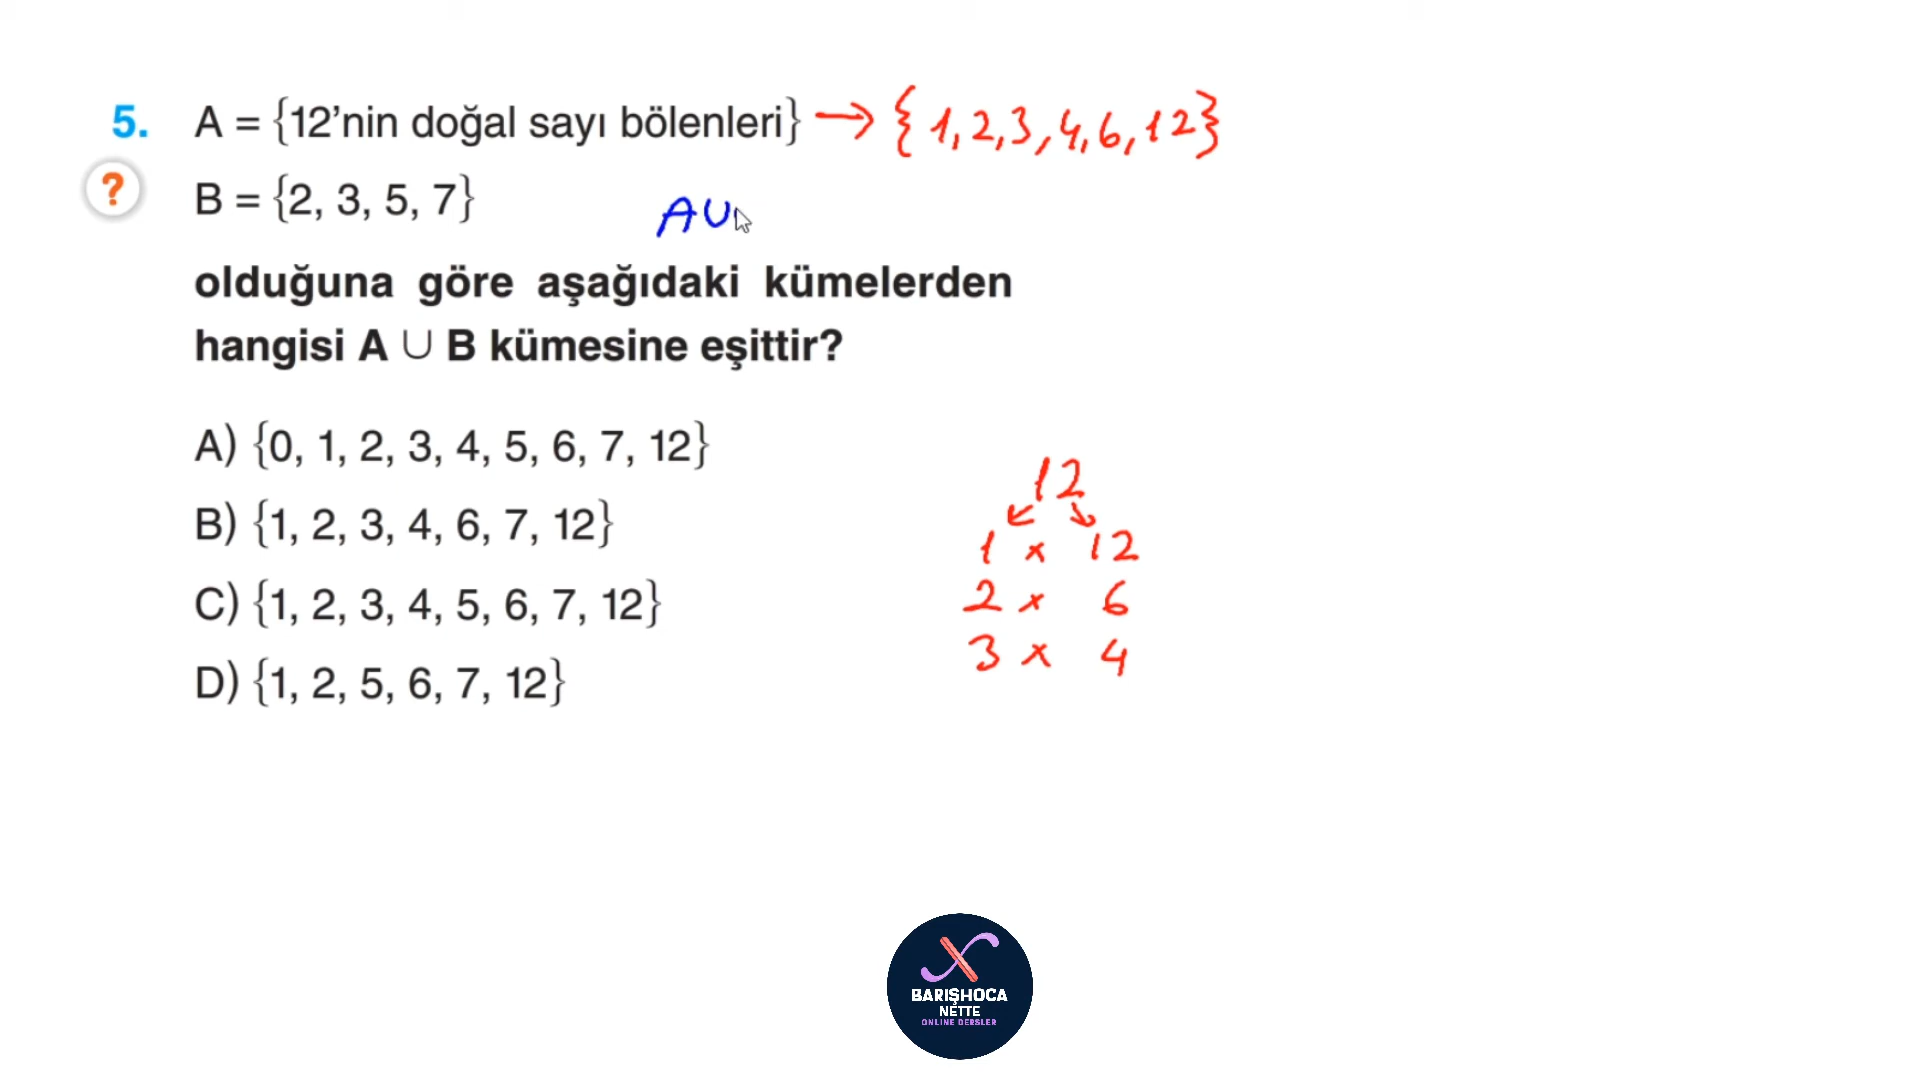 5. A = {12’nin doğal sayı bölenleri} → {1,2,3,4,6,12}
? B = {2, 3, 5, 7}
AU
olduğuna göre aşağıdaki kümelerden
hangisi A ∪ B kümesine eşittir?
A) {0, 1, 2, 3, 4, 5, 6, 7, 12}
B) {1, 2, 3, 4, 6, 7, 12}
C) {1, 2, 3, 4, 5, 6, 7, 12}
D) {1, 2, 5, 6, 7, 12}
12
1 x 12
2 x 6
3 x 4
BARIŞHOCA
NETTE
ONLINE DERSLER